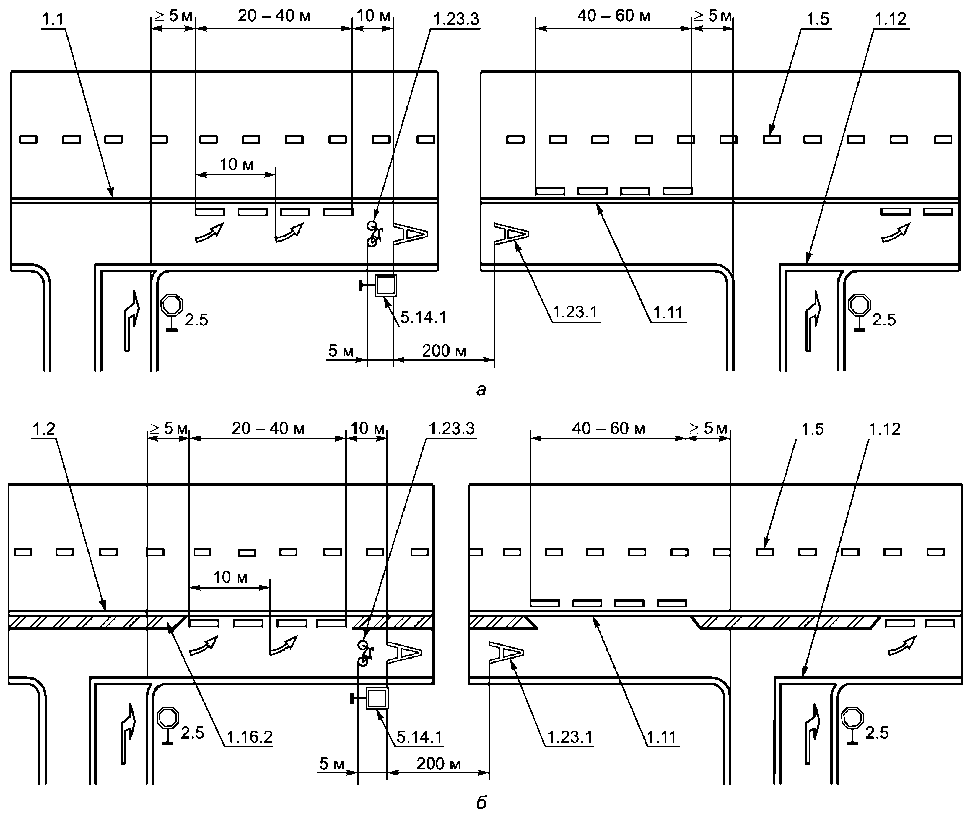 1.1 ≥ 5 м 20 – 40 м 10 м 1.23.3 40 – 60 м ≥ 5 м 1.5 1.12
10 м
А А
2.5 5.14.1 1.23.1 1.11 2.5
5 м 200 м
а
1.2 ≥ 5 м 20 – 40 м 10 м 1.23.3 40 – 60 м ≥ 5 м 1.5 1.12
10 м
А А
2.5 1.16.2 5.14.1 1.23.1 1.11 2.5
5 м 200 м
б